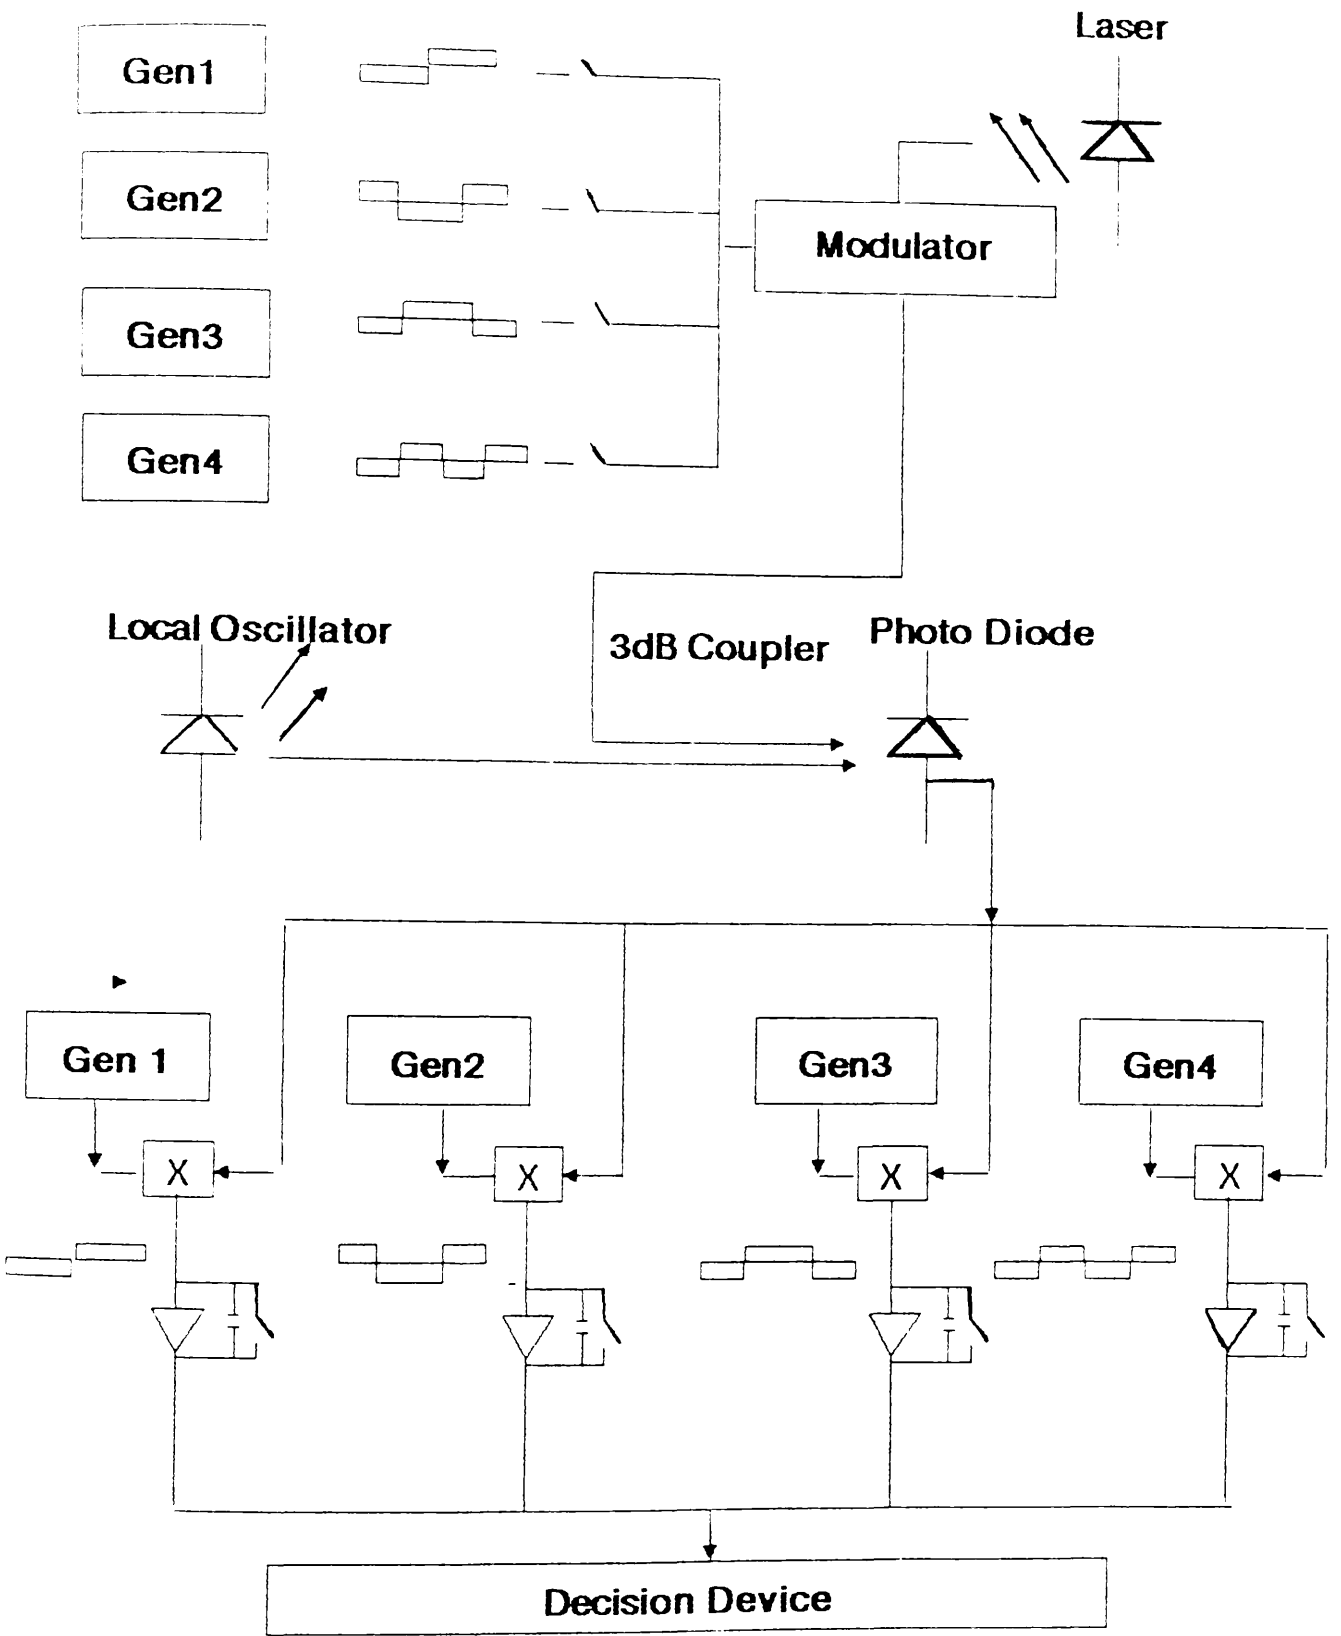 Laser
Gen1
Gen2
Modulator
Gen3
Gen4
Local Oscillator
3dB Coupler
Photo Diode
Gen 1
Gen2
Gen3
Gen4
X
X
X
X
Decision Device